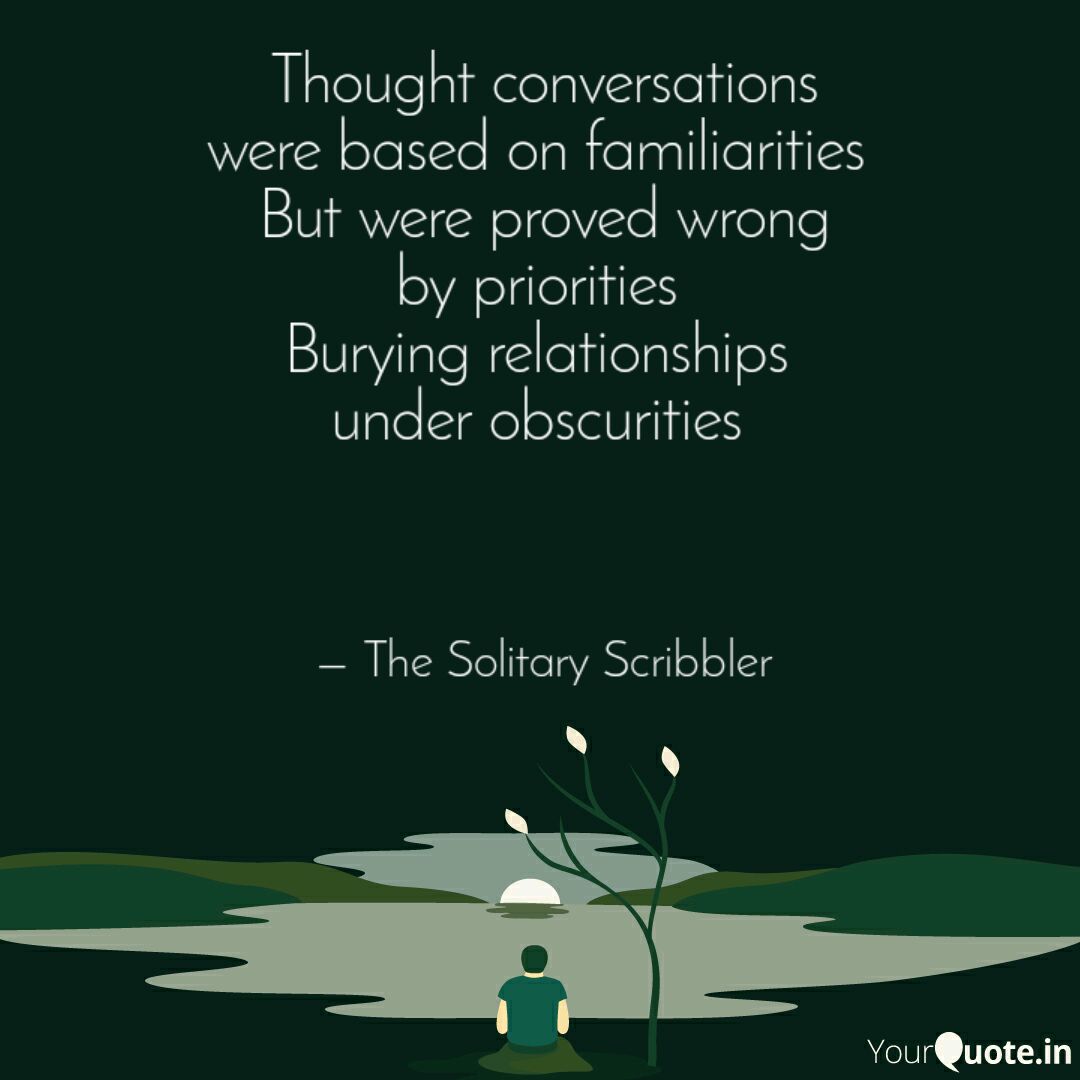 Thought conversations
were based on familiarities
But were proved wrong
by priorities
Burying relationships
under obscurities
– The Solitary Scribbler
YourQuote.in